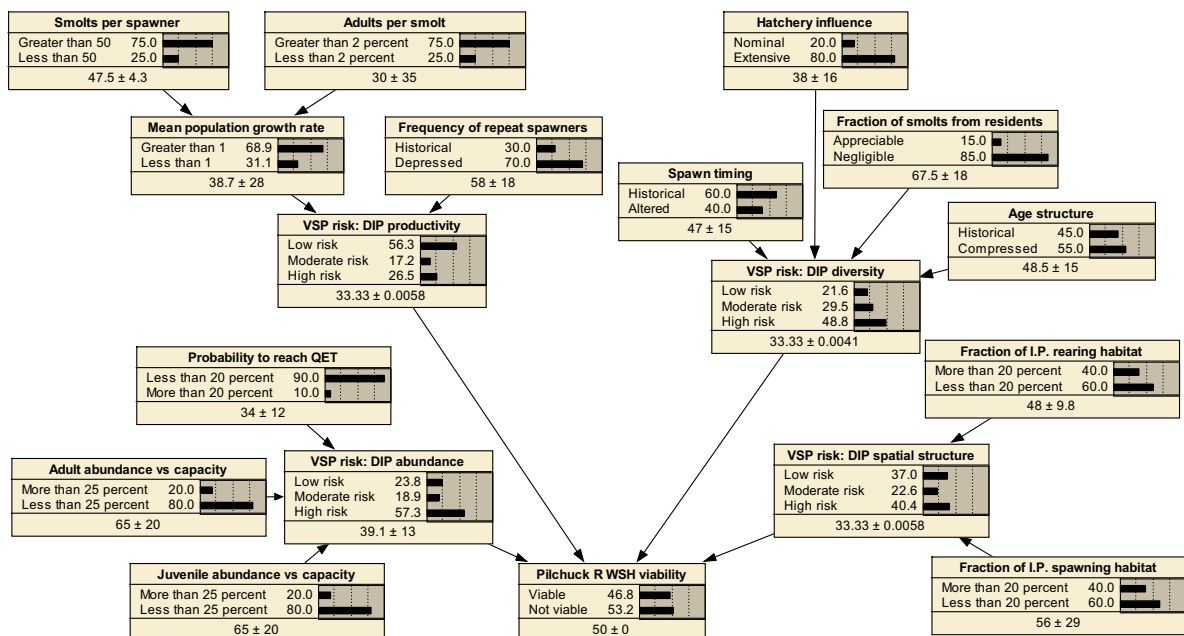 Smolts per spawner
Greater than 50 75.0
Less than 50 25.0
47.5 ± 4.3
Adults per smolt
Greater than 2 percent 75.0
Less than 2 percent 25.0
30 ± 35
Hatchery influence
Nominal 20.0
Extensive 80.0
38 ± 16
Mean population growth rate
Greater than 1 68.9
Less than 1 31.1
38.7 ± 28
Frequency of repeat spawners
Historical 30.0
Depressed 70.0
58 ± 18
Fraction of smolts from residents
Appreciable 15.0
Negligible 85.0
67.5 ± 18
Spawn timing
Historical 60.0
Altered 40.0
47 ± 15
Age structure
Historical 45.0
Compressed 55.0
48.5 ± 15
VSP risk: DIP productivity
Low risk 56.3
Moderate risk 17.2
High risk 26.5
33.33 ± 0.0058
VSP risk: DIP diversity
Low risk 21.6
Moderate risk 29.5
High risk 48.8
33.33 ± 0.0041
Probability to reach QET
Less than 20 percent 90.0
More than 20 percent 10.0
34 ± 12
Fraction of I.P. rearing habitat
More than 20 percent 40.0
Less than 20 percent 60.0
48 ± 9.8
Adult abundance vs capacity
More than 25 percent 20.0
Less than 25 percent 80.0
65 ± 20
VSP risk: DIP abundance
Low risk 23.8
Moderate risk 18.9
High risk 57.3
39.1 ± 13
VSP risk: DIP spatial structure
Low risk 37.0
Moderate risk 22.6
High risk 40.4
33.33 ± 0.0058
Juvenile abundance vs capacity
More than 25 percent 20.0
Less than 25 percent 80.0
65 ± 20
Pilchuck R WSH viability
Viable 46.8
Not viable 53.2
50 ± 0
Fraction of I.P. spawning habitat
More than 20 percent 40.0
Less than 20 percent 60.0
56 ± 29